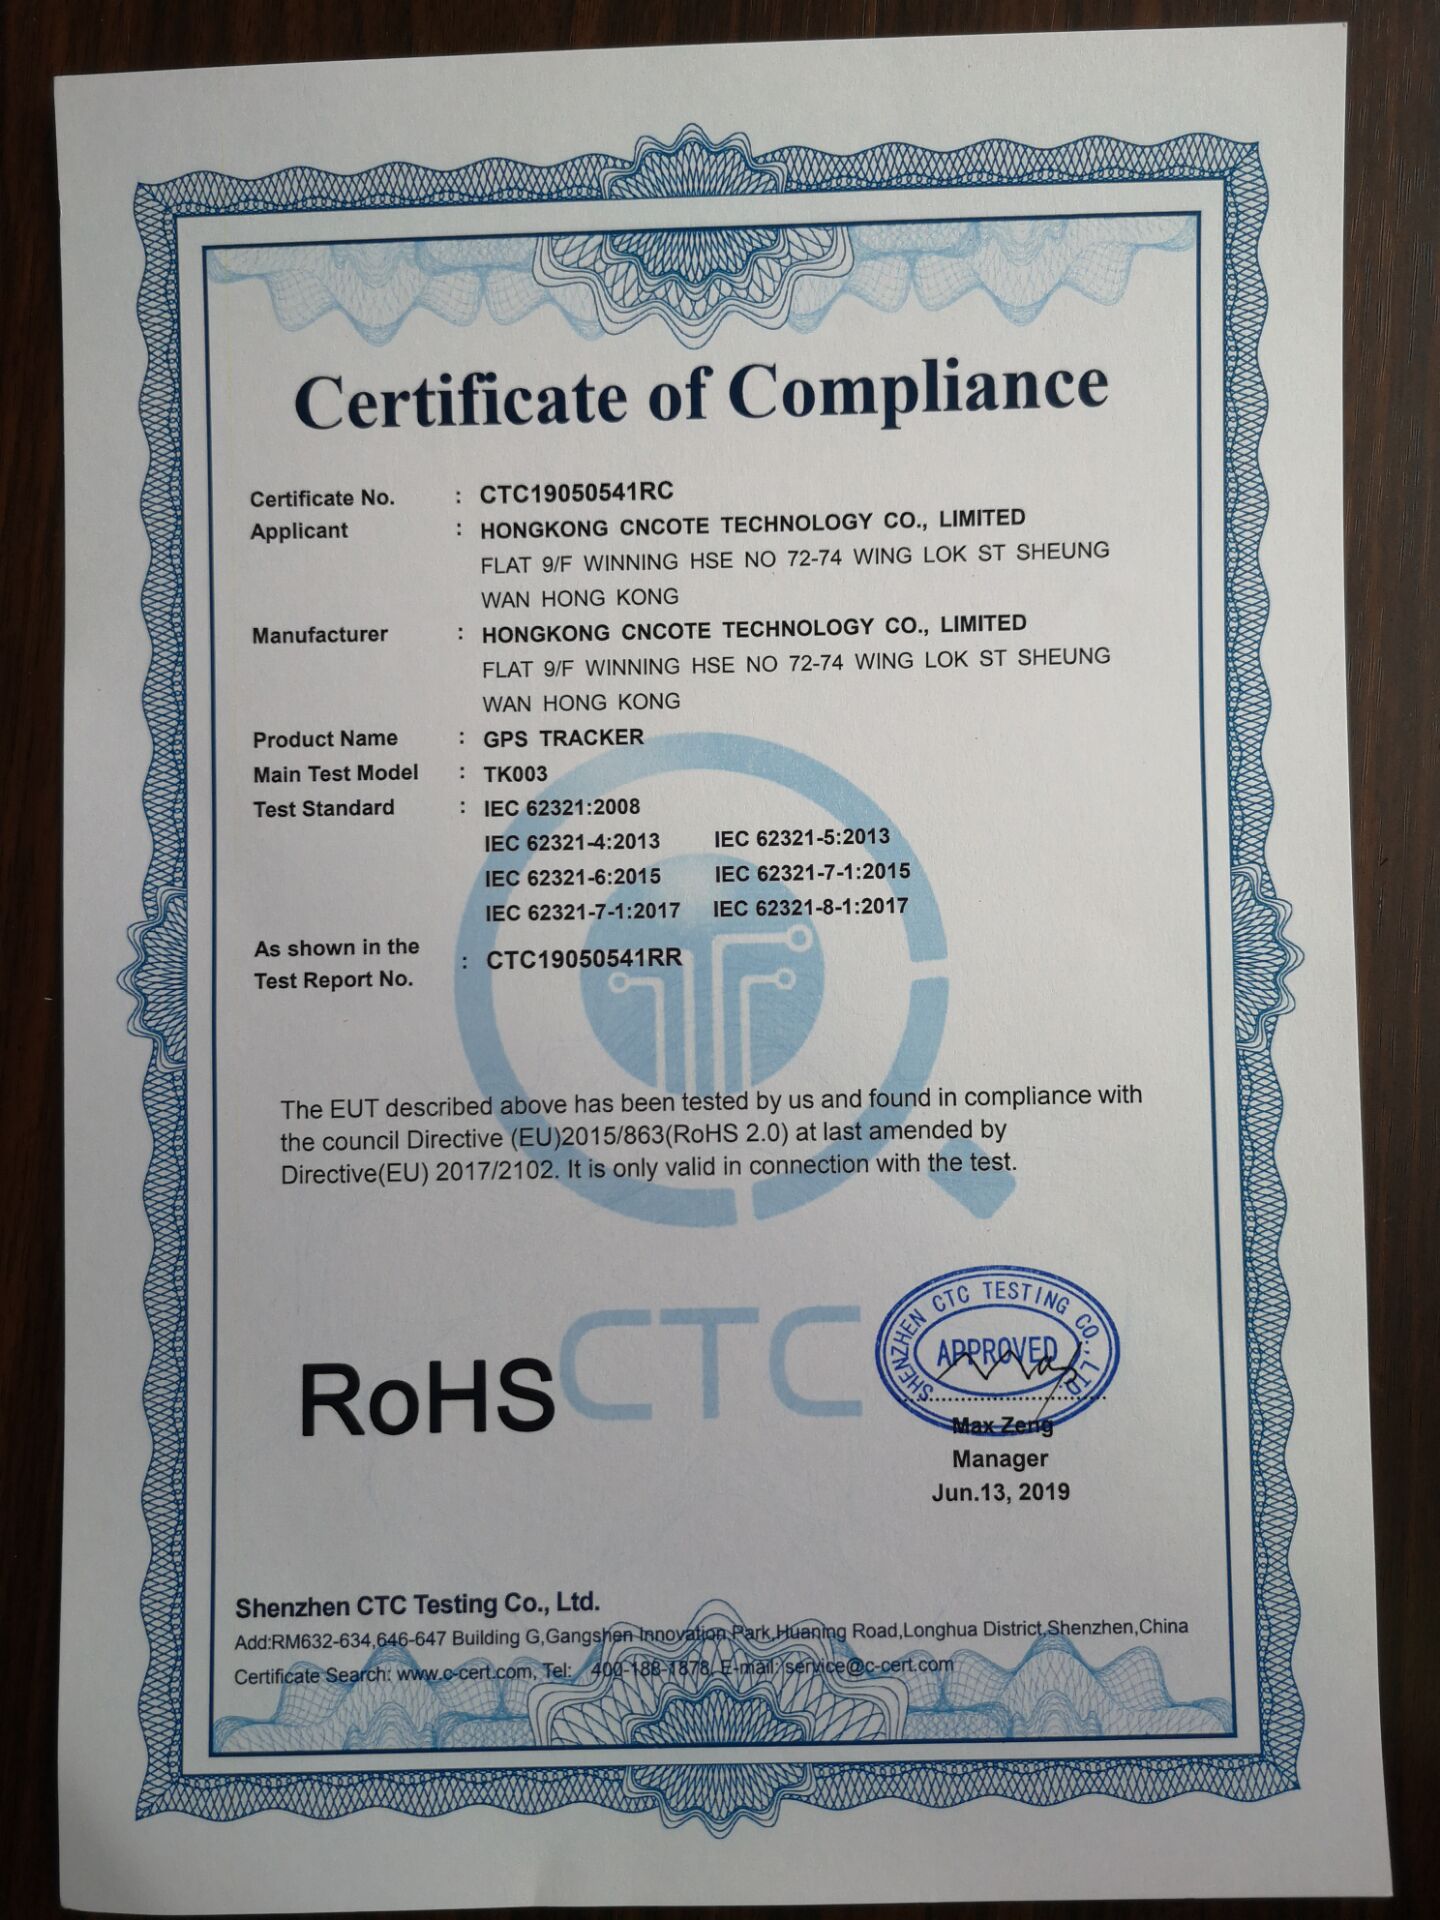 Certificate of Compliance
Certificate No. : CTC19050541RC
Applicant : HONGKONG CNCOTE TECHNOLOGY CO., LIMITED
FLAT 9/F WINNING HSE NO 72-74 WING LOK ST SHEUNG
WAN HONG KONG
Manufacturer : HONGKONG CNCOTE TECHNOLOGY CO., LIMITED
FLAT 9/F WINNING HSE NO 72-74 WING LOK ST SHEUNG
WAN HONG KONG
Product Name : GPS TRACKER
Main Test Model : TK003
Test Standard : IEC 62321:2008
IEC 62321-4:2013 IEC 62321-5:2013
IEC 62321-6:2015 IEC 62321-7-1:2015
IEC 62321-7-1:2017 IEC 62321-8-1:2017
As shown in the
Test Report No. : CTC19050541RR
The EUT described above has been tested by us and found in compliance with
the council Directive (EU)2015/863(RoHS 2.0) at last amended by
Directive(EU) 2017/2102. It is only valid in connection with the test.
RoHS
CTC
SHENZHEN CTC TESTING CO., LTD.
APPROVED
Max Zeng
Manager
Jun.13, 2019
Shenzhen CTC Testing Co., Ltd.
Add:RM632-634,646-647 Building G,Gangshen Innovation Park,Huaning Road,Longhua District,Shenzhen,China
Certificate Search: www.c-cert.com, Tel: 400-188-1878, E-mail: service@c-cert.com